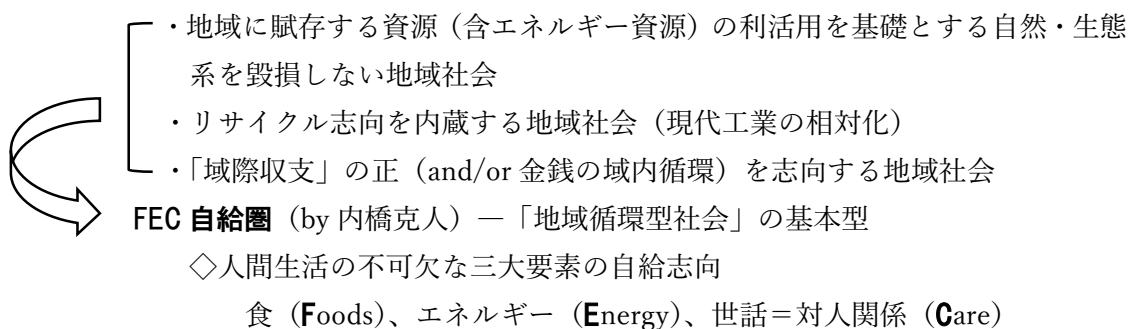 ・地域に賦存する資源（含エネルギー資源）の利活用を基礎とする自然・生態
系を毀損しない地域社会
・リサイクル志向を内蔵する地域社会（現代工業の相対化）
・「域際収支」の正（and/or 金銭の域内循環）を志向する地域社会
FEC 自給圏（by 内橋克人）―「地域循環型社会」の基本型
◇人間生活の不可欠な三大要素の自給志向
食（Foods）、エネルギー（Energy）、世話＝対人関係（Care）